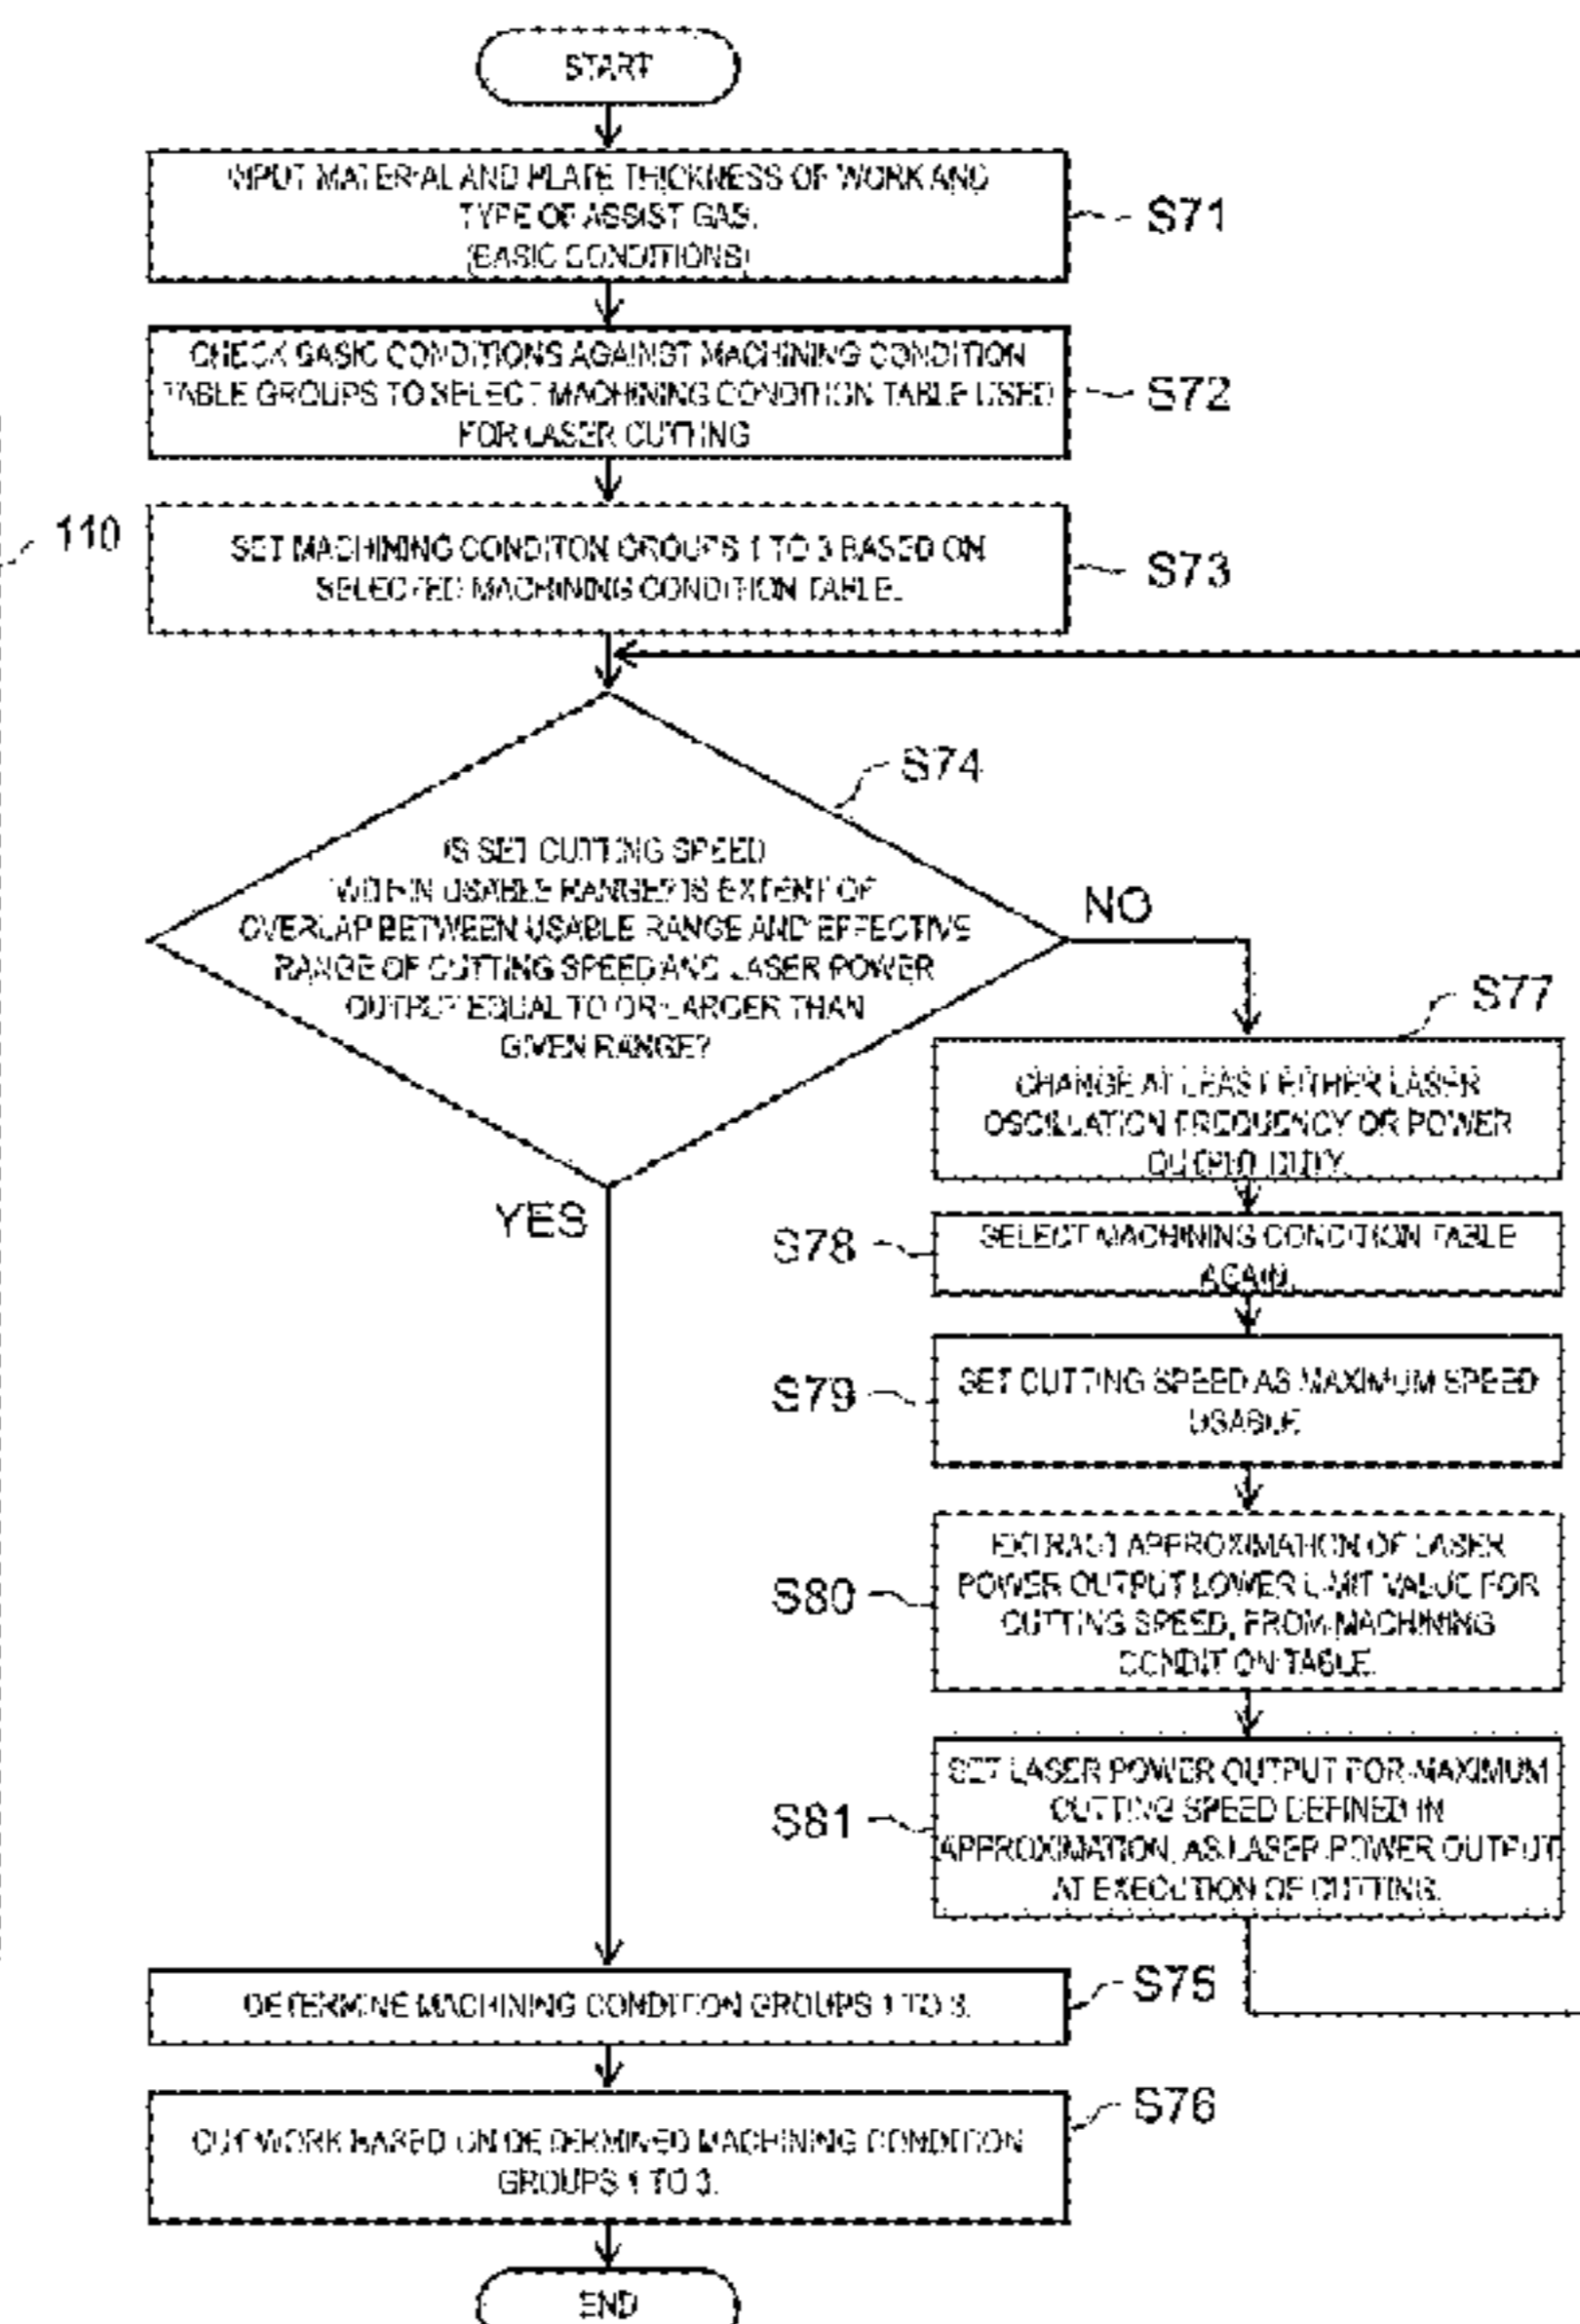 START
INPUT MATERIAL AND PLATE THICKNESS OF WORK AND
TYPE OF ASSIST GAS.
(BASIC CONDITIONS)
S71
CHECK BASIC CONDITIONS AGAINST MACHINING CONDITION
TABLE GROUPS TO SELECT MACHINING CONDITION TABLE USED
FOR LASER CUTTING
S72
110
SET MACHINING CONDITON GROUPS 1 TO 3 BASED ON
SELECTED MACHINING CONDITION TABLE.
S73
S74
IS SET CUTTING SPEED
WITHIN USABLE RANGE? IS EXTENT OF
OVERLAP BETWEEN USABLE RANGE AND EFFECTIVE
RANGE OF CUTTING SPEED AND LASER POWER
OUTPUT EQUAL TO OR LARGER THAN
GIVEN RANGE?
NO
YES
S77
CHANGE AT LEAST EITHER LASER
OSCILLATION FREQUENCY OR POWER
OUTPUT DUTY.
S78
SELECT MACHINING CONDITION TABLE
AGAIN.
S79
SET CUTTING SPEED AS MAXIMUM SPEED
USABLE.
S80
EXTRACT APPROXIMATION OF LASER
POWER OUTPUT LOWER LIMIT VALUE FOR
CUTTING SPEED, FROM MACHINING
CONDITION TABLE.
S81
SET LASER POWER OUTPUT FOR MAXIMUM
CUTTING SPEED DEFINED IN
APPROXIMATION, AS LASER POWER OUTPUT
AT EXECUTION OF CUTTING.
DETERMINE MACHINING CONDITION GROUPS 1 TO 3.
S75
CUT WORK BASED ON DETERMINED MACHINING CONDITION
GROUPS 1 TO 3.
S76
END